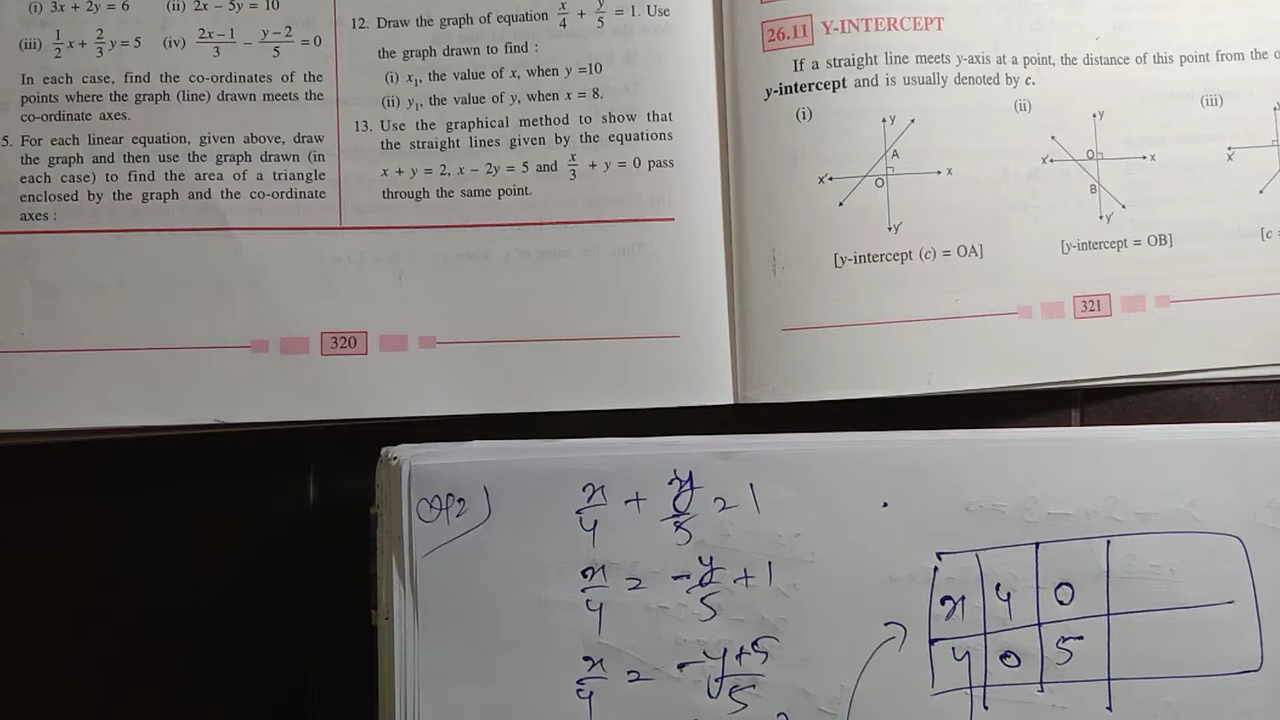 (i) 3x + 2y = 6 (ii) 2x - 5y = 10
(iii) 1/2 x + 2/3 y = 5 (iv) 2x-1/3 - y-2/5 = 0
In each case, find the co-ordinates of the
points where the graph (line) drawn meets the
co-ordinate axes.
5. For each linear equation, given above, draw
the graph and then use the graph drawn (in
each case) to find the area of a triangle
enclosed by the graph and the co-ordinate
axes :
12. Draw the graph of equation x/4 + y/5 = 1. Use
the graph drawn to find :
(i) x₁, the value of x, when y =10
(ii) y₁, the value of y, when x = 8.
13. Use the graphical method to show that
the straight lines given by the equations
x + y = 2, x - 2y = 5 and x/3 + y = 0 pass
through the same point.
320
26.11 Y-INTERCEPT
If a straight line meets y-axis at a point, the distance of this point from the
y-intercept and is usually denoted by c.
(i) (ii) (iii)
y
A
x' O x
y'
[y-intercept (c) = OA]
y
x' O x
B
y'
[y-intercept = OB]
x'
[c =
321
x/4 + y/5 = 1
x/4 = -y/5 + 1
x/4 = -y+5/5
x 4 0
y 0 5